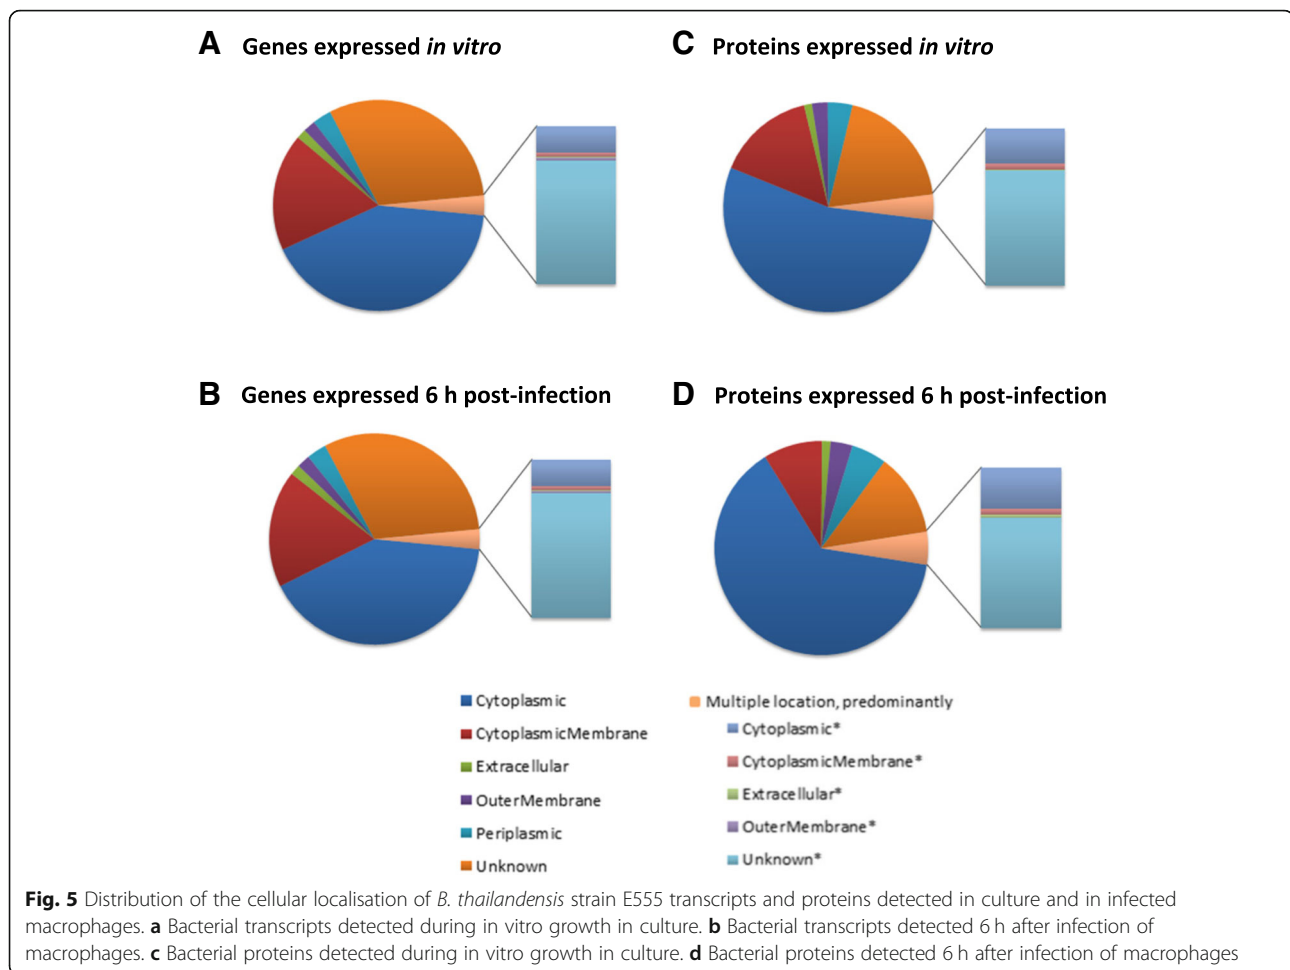 A Genes expressed in vitro
C Proteins expressed in vitro
B Genes expressed 6 h post-infection
D Proteins expressed 6 h post-infection
Cytoplasmic
CytoplasmicMembrane
Extracellular
OuterMembrane
Periplasmic
Unknown
Multiple location, predominantly
Cytoplasmic*
CytoplasmicMembrane*
Extracellular*
OuterMembrane*
Unknown*
Fig. 5 Distribution of the cellular localisation of B. thailandensis strain E555 transcripts and proteins detected in culture and in infected
macrophages. a Bacterial transcripts detected during in vitro growth in culture. b Bacterial transcripts detected 6 h after infection of
macrophages. c Bacterial proteins detected during in vitro growth in culture. d Bacterial proteins detected 6 h after infection of macrophages